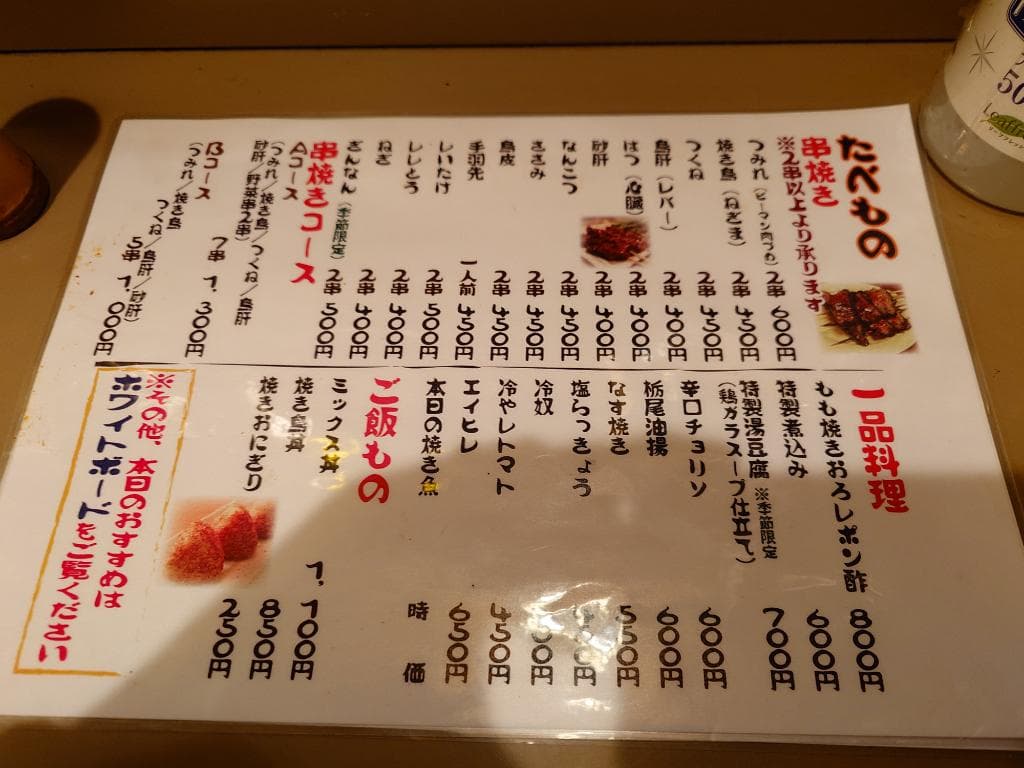 たべもの
串焼き
※2串以上より承ります
つみれ(ピーマン肉づめ) 2串 600円
焼き鳥(ねぎま) 2串 450円
つくね 2串 450円
鳥肝(レバー) 2串 400円
はつ(心臓) 2串 400円
砂肝 2串 400円
なんこつ 2串 450円
ささみ 2串 450円
鳥皮 2串 450円
手羽先 一人前 450円
しいたけ 2串 500円
ししとう 2串 400円
ねぎ 2串 400円
ぎんなん(季節限定) 2串 500円
串焼きコース
Aコース
(つみれ/焼き鳥/つくね/鳥肝
砂肝/野菜串2串)
7串 1,300円
Bコース
(つみれ/焼き鳥
つくね/鳥肝/砂肝)
5串 1,000円
一品料理
もも焼きおろしポン酢 800円
特製煮込み 600円
特製湯豆腐 ※季節限定 700円
(鶏ガラスープ仕立て)
辛口チョリソ 600円
栃尾油揚 600円
なす焼き 550円
塩らっきょう
冷奴
冷やしトマト 450円
エイヒレ 650円
本日の焼き魚 時価
ご飯もの
ミックス丼 1,100円
焼き鳥丼 850円
焼きおにぎり 250円
※その他、本日のおすすめは
ホワイトボードをご覧ください